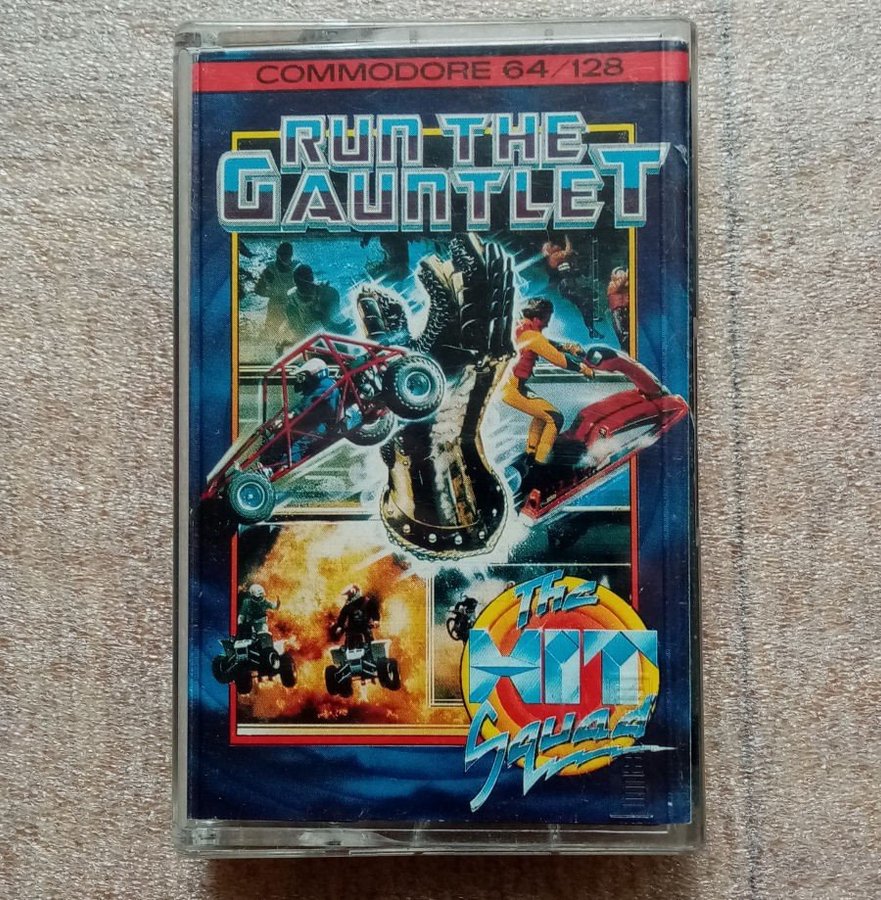 COMMODORE 64/128
RUN THE
GAUNTLET
The
HIT
Squad